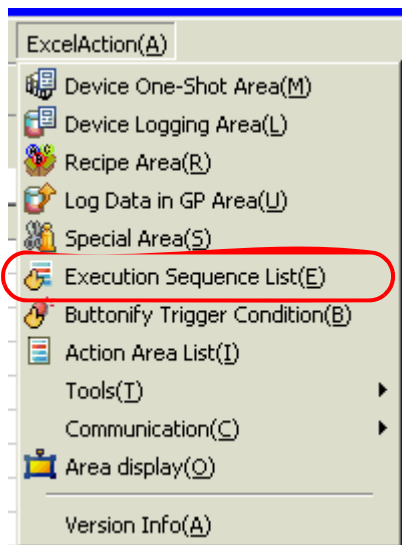 ExcelAction(A)
Device One-Shot Area(M)
Device Logging Area(L)
Recipe Area(R)
Log Data in GP Area(U)
Special Area(S)
Execution Sequence List(E)
Buttonify Trigger Condition(B)
Action Area List(I)
Tools(T)
Communication(C)
Area display(O)
Version Info(A)